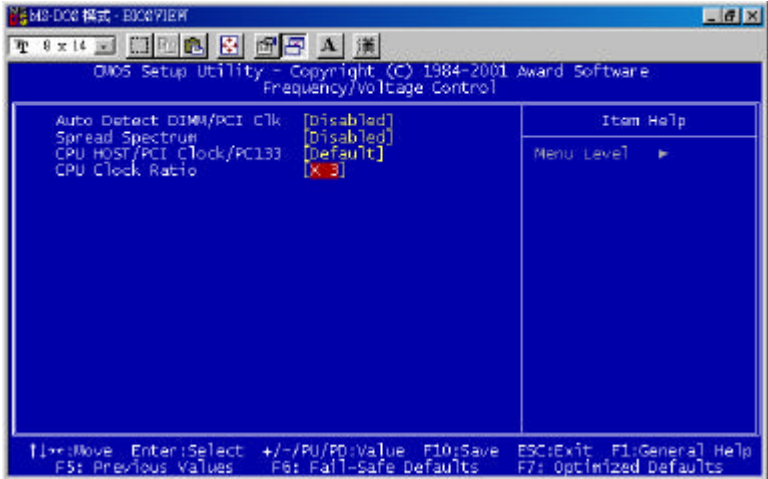 MS-DOS 模式 - BIOSVIEW
8 x 14
A 漢
CMOS Setup Utility - Copyright (C) 1984-2001 Award Software
Frequency/Voltage Control
Auto Detect DIMM/PCI Clk [Disabled]
Spread Spectrum [Disabled]
CPU HOST/PCI Clock/PC133 [Default]
CPU Clock Ratio [X 3]
Item Help
Menu Level ►
↑↓→←:Move Enter:Select +/-/PU/PD:Value F10:Save ESC:Exit F1:General Help
F5: Previous Values F6: Fail-Safe Defaults F7: Optimized Defaults